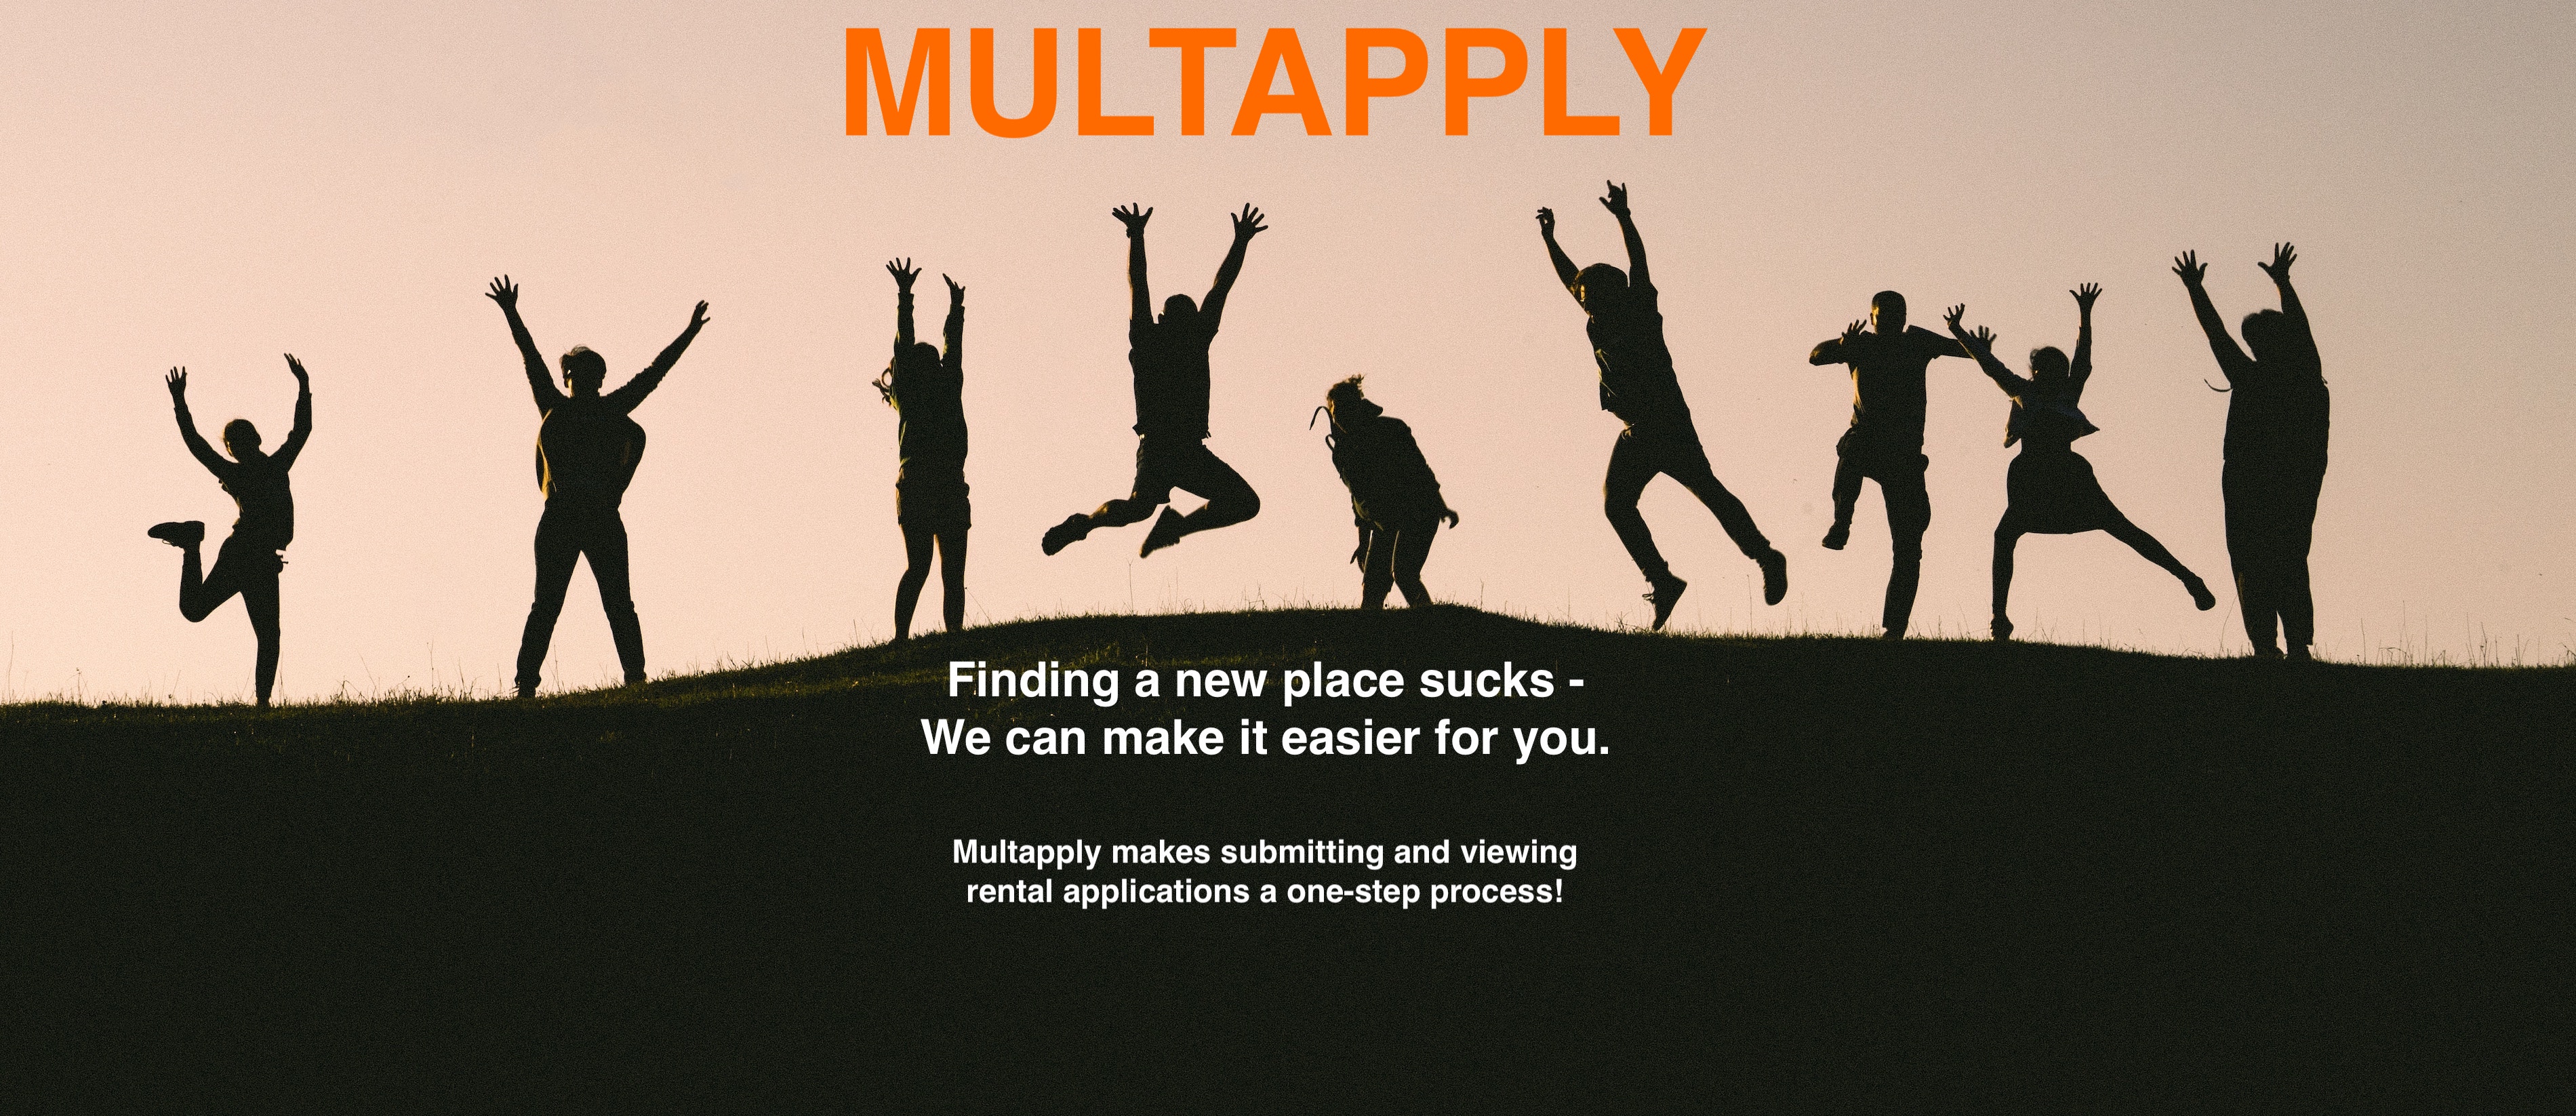 MULTAPPLY
Finding a new place sucks -
We can make it easier for you.
Multapply makes submitting and viewing
rental applications a one-step process!